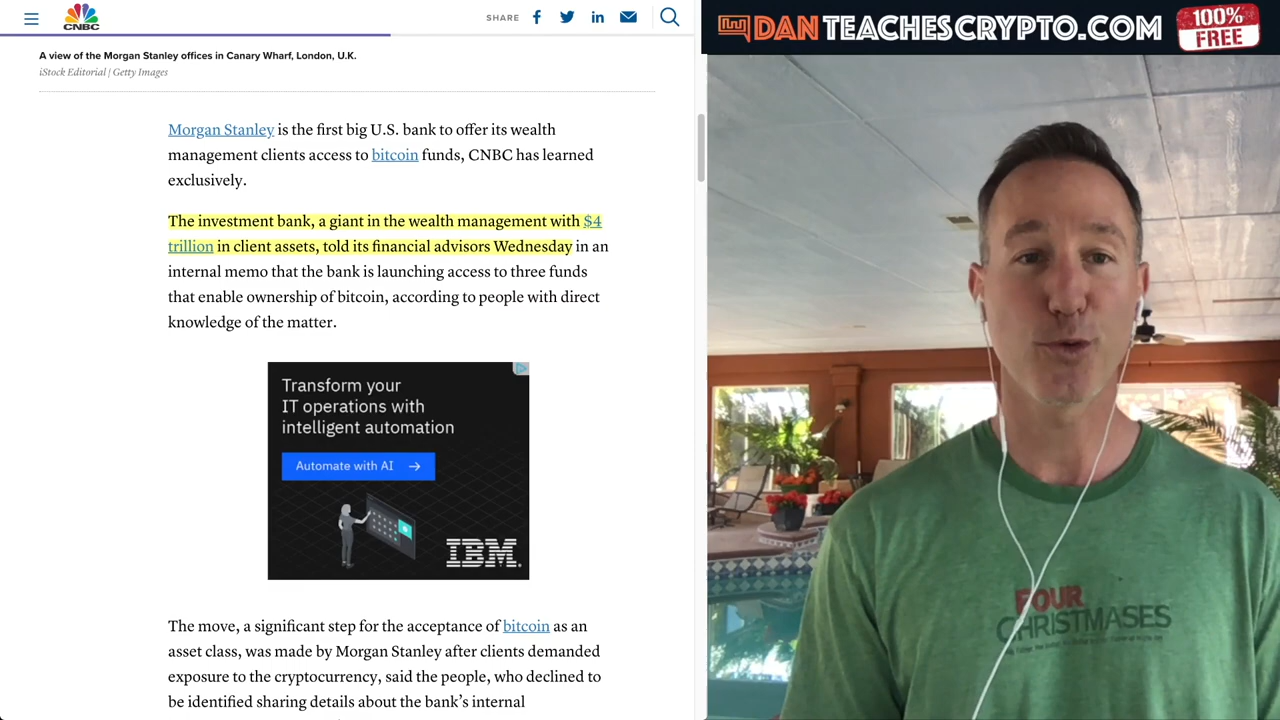 CNBC
SHARE
A view of the Morgan Stanley offices in Canary Wharf, London, U.K.
iStock Editorial | Getty Images
Morgan Stanley is the first big U.S. bank to offer its wealth
management clients access to bitcoin funds, CNBC has learned
exclusively.
The investment bank, a giant in the wealth management with $4
trillion in client assets, told its financial advisors Wednesday in an
internal memo that the bank is launching access to three funds
that enable ownership of bitcoin, according to people with direct
knowledge of the matter.
Transform your
IT operations with
intelligent automation
Automate with AI →
IBM.
The move, a significant step for the acceptance of bitcoin as an
asset class, was made by Morgan Stanley after clients demanded
exposure to the cryptocurrency, said the people, who declined to
be identified sharing details about the bank's internal
DANTEACHESCRYPTO.COM
100%
FREE
FOUR
CHRISTMASES